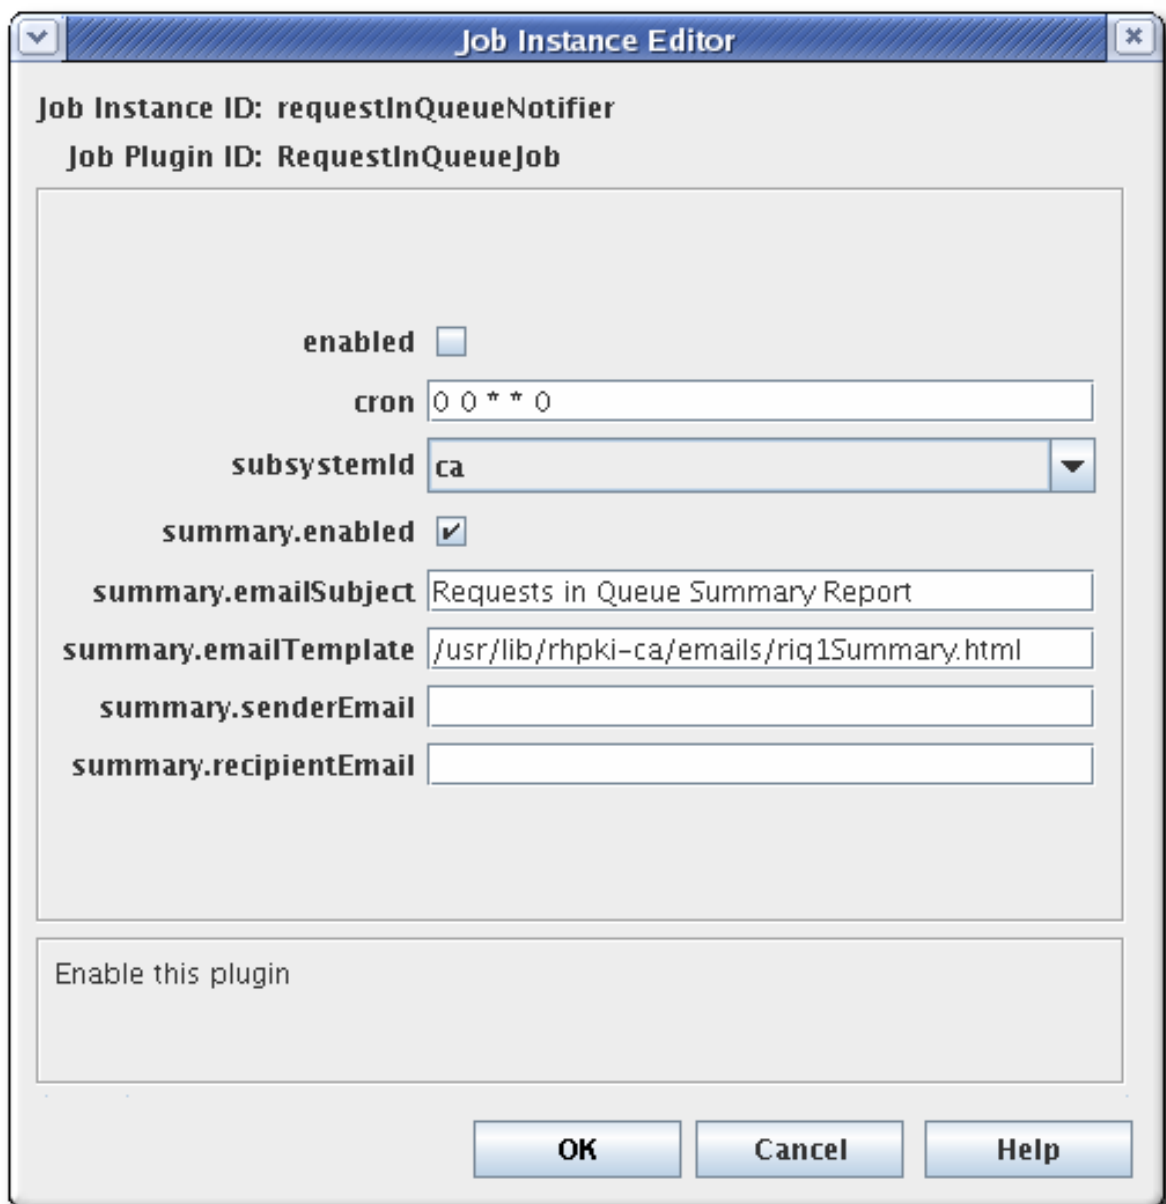 Job Instance Editor
Job Instance ID: requestInQueueNotifier
Job Plugin ID: RequestInQueueJob
enabled
cron 0 0 * * 0
subsystemId ca
summary.enabled
summary.emailSubject Requests in Queue Summary Report
summary.emailTemplate /usr/lib/rhpki-ca/emails/riq1Summary.html
summary.senderEmail
summary.recipientEmail
Enable this plugin
OK Cancel Help